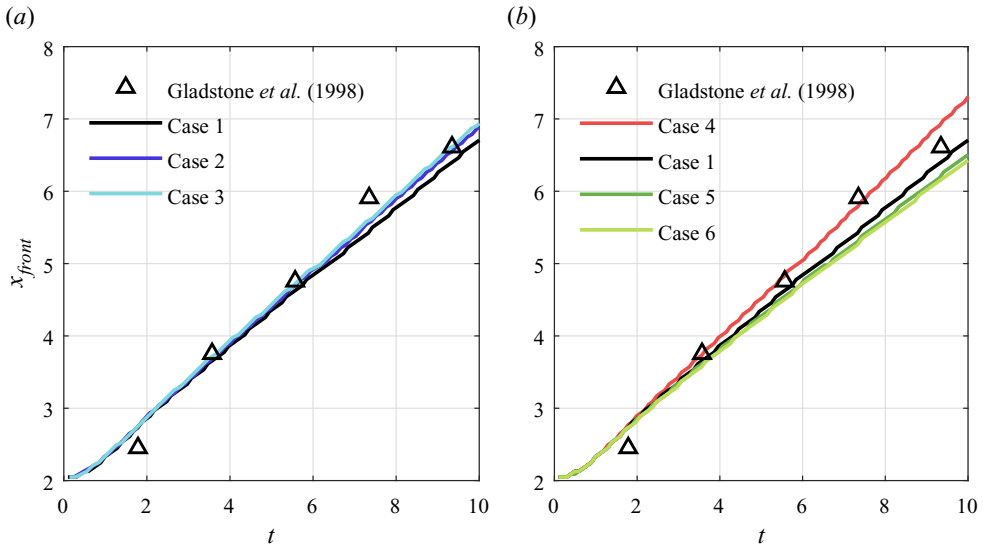 (a)
8
7
6
5
4
3
2
x_front
0 2 4 6 8 10
t
Gladstone et al. (1998)
Case 1
Case 2
Case 3
(b)
8
7
6
5
4
3
2
0 2 4 6 8 10
t
Gladstone et al. (1998)
Case 4
Case 1
Case 5
Case 6